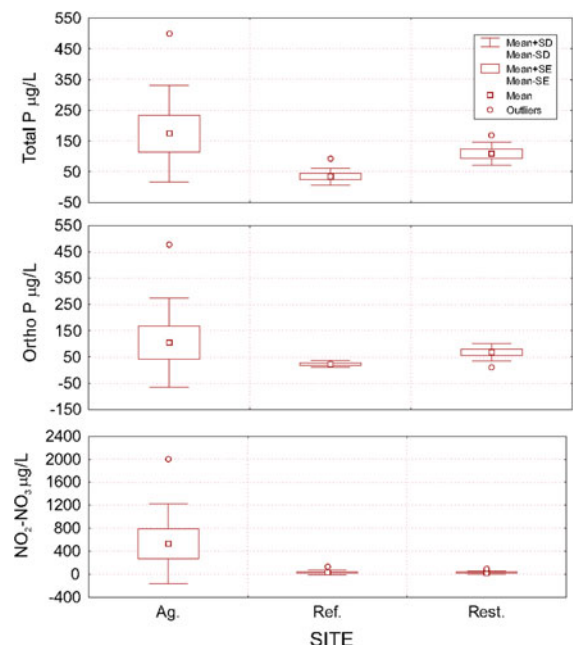 550
450
350
250
150
50
-50
Total P µg/L
Mean+SD
Mean-SD
Mean+SE
Mean-SE
Mean
Outliers
550
450
350
250
150
50
-50
-150
Ortho P µg/L
2400
2000
1600
1200
800
400
0
-400
NO₂-NO₃ µg/L
Ag.
Ref.
Rest.
SITE